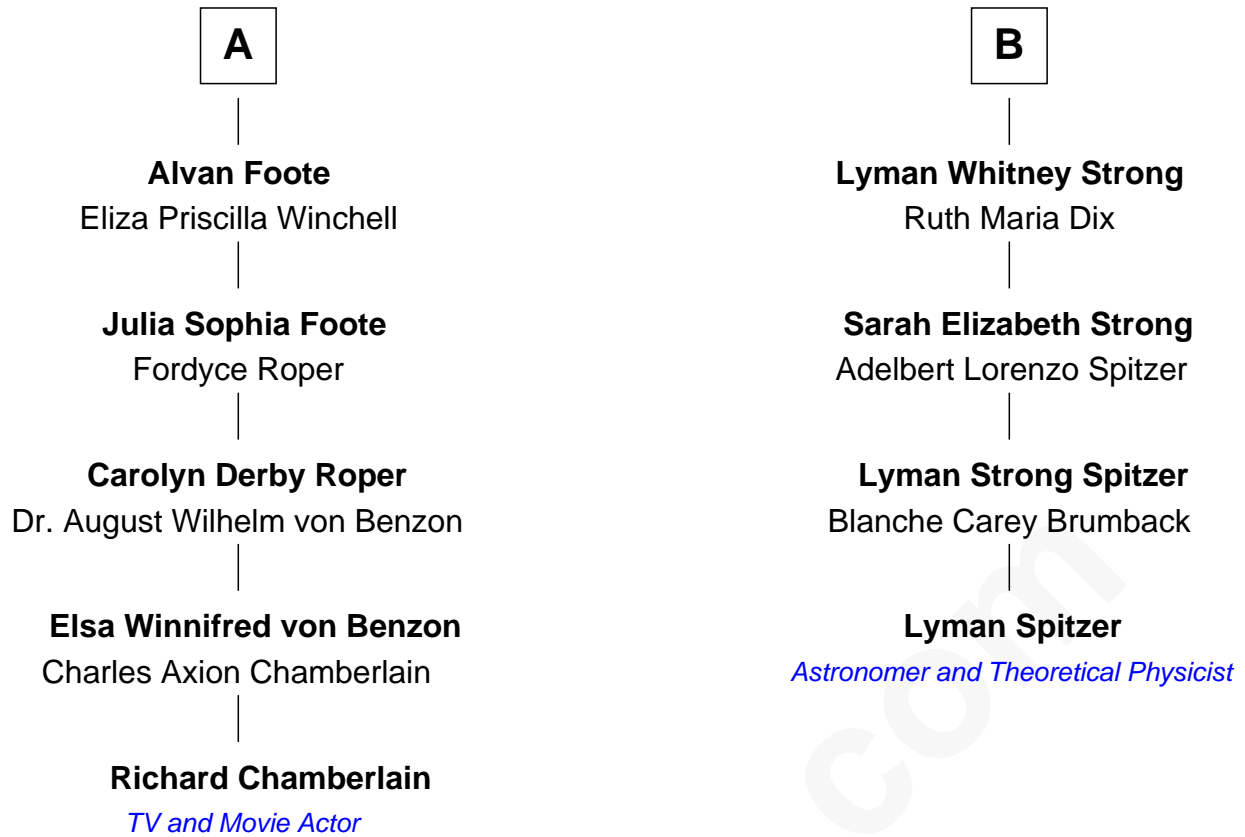 A
Alvan Foote
Eliza Priscilla Winchell
Julia Sophia Foote
Fordyce Roper
Carolyn Derby Roper
Dr. August Wilhelm von Benzon
Elsa Winnifred von Benzon
Charles Axion Chamberlain
Richard Chamberlain
TV and Movie Actor
B
Lyman Whitney Strong
Ruth Maria Dix
Sarah Elizabeth Strong
Adelbert Lorenzo Spitzer
Lyman Strong Spitzer
Blanche Carey Brumback
Lyman Spitzer
Astronomer and Theoretical Physicist
com